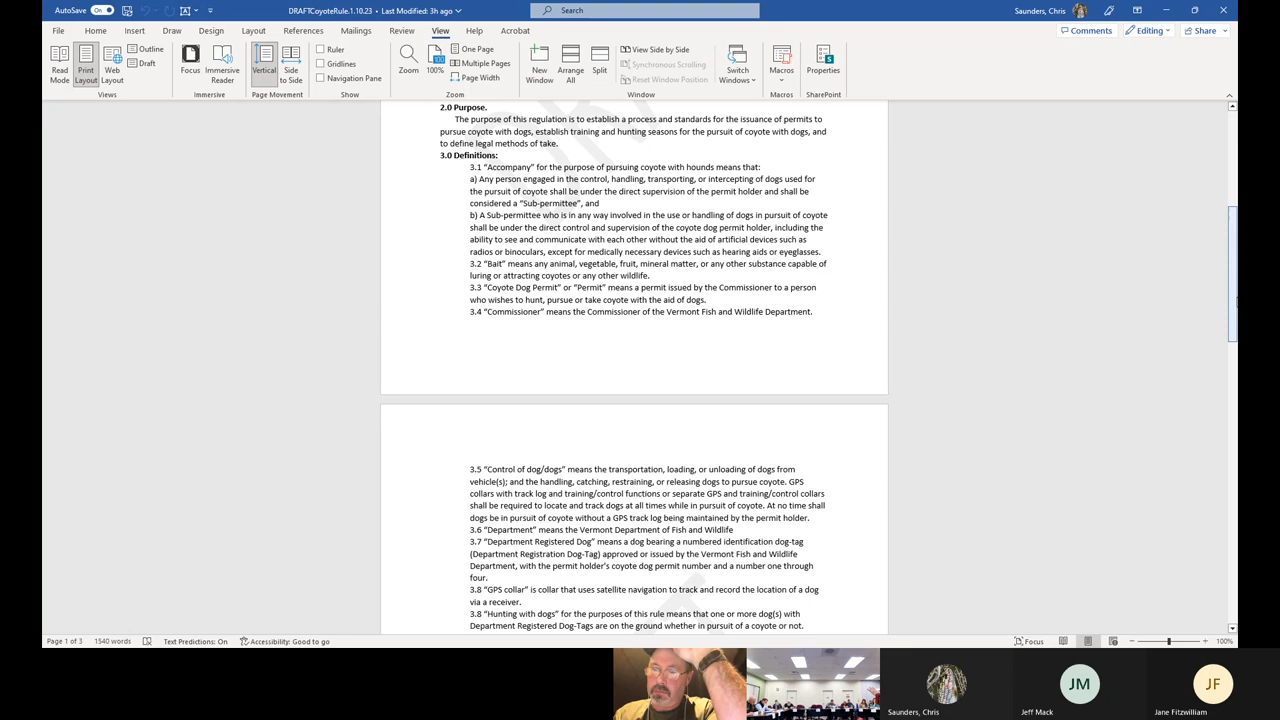 AutoSave On DRAFTCoyoteRule.1.10.23 • Last Modified: 3h ago Search Saunders, Chris
File Home Insert Draw Design Layout References Mailings Review View Help Acrobat Comments Editing Share
Read Mode
Print Layout
Web Layout
Outline
Draft
Views
Focus
Immersive Reader
Immersive
Vertical
Side to Side
Page Movement
Ruler
Gridlines
Navigation Pane
Show
Zoom
100%
One Page
Multiple Pages
Page Width
Zoom
New Window
Arrange All
Split
View Side by Side
Synchronous Scrolling
Reset Window Position
Window
Switch Windows
Macros
Macros
Properties
SharePoint
2.0 Purpose.
The purpose of this regulation is to establish a process and standards for the issuance of permits to
pursue coyote with dogs, establish training and hunting seasons for the pursuit of coyote with dogs, and
to define legal methods of take.
3.0 Definitions:
3.1 “Accompany” for the purpose of pursuing coyote with hounds means that:
a) Any person engaged in the control, handling, transporting, or intercepting of dogs used for
the pursuit of coyote shall be under the direct supervision of the permit holder and shall be
considered a “Sub-permittee”, and
b) A Sub-permittee who is in any way involved in the use or handling of dogs in pursuit of coyote
shall be under the direct control and supervision of the coyote dog permit holder, including the
ability to see and communicate with each other without the aid of artificial devices such as
radios or binoculars, except for medically necessary devices such as hearing aids or eyeglasses.
3.2 “Bait” means any animal, vegetable, fruit, mineral matter, or any other substance capable of
luring or attracting coyotes or any other wildlife.
3.3 “Coyote Dog Permit” or “Permit” means a permit issued by the Commissioner to a person
who wishes to hunt, pursue or take coyote with the aid of dogs.
3.4 “Commissioner” means the Commissioner of the Vermont Fish and Wildlife Department.
3.5 “Control of dog/dogs” means the transportation, loading, or unloading of dogs from
vehicle(s); and the handling, catching, restraining, or releasing dogs to pursue coyote. GPS
collars with track log and training/control functions or separate GPS and training/control collars
shall be required to locate and track dogs at all times while in pursuit of coyote. At no time shall
dogs be in pursuit of coyote without a GPS track log being maintained by the permit holder.
3.6 “Department” means the Vermont Department of Fish and Wildlife
3.7 “Department Registered Dog” means a dog bearing a numbered identification dog-tag
(Department Registration Dog-Tag) approved or issued by the Vermont Fish and Wildlife
Department, with the permit holder's coyote dog permit number and a number one through
four.
3.8 “GPS collar” is collar that uses satellite navigation to track and record the location of a dog
via a receiver.
3.8 “Hunting with dogs” for the purposes of this rule means that one or more dog(s) with
Department Registered Dog-Tags are on the ground whether in pursuit of a coyote or not.
Page 1 of 3 1540 words Text Predictions: On Accessibility: Good to go Focus 100%
JM JF
Saunders, Chris Jeff Mack Jane Fitzwilliam